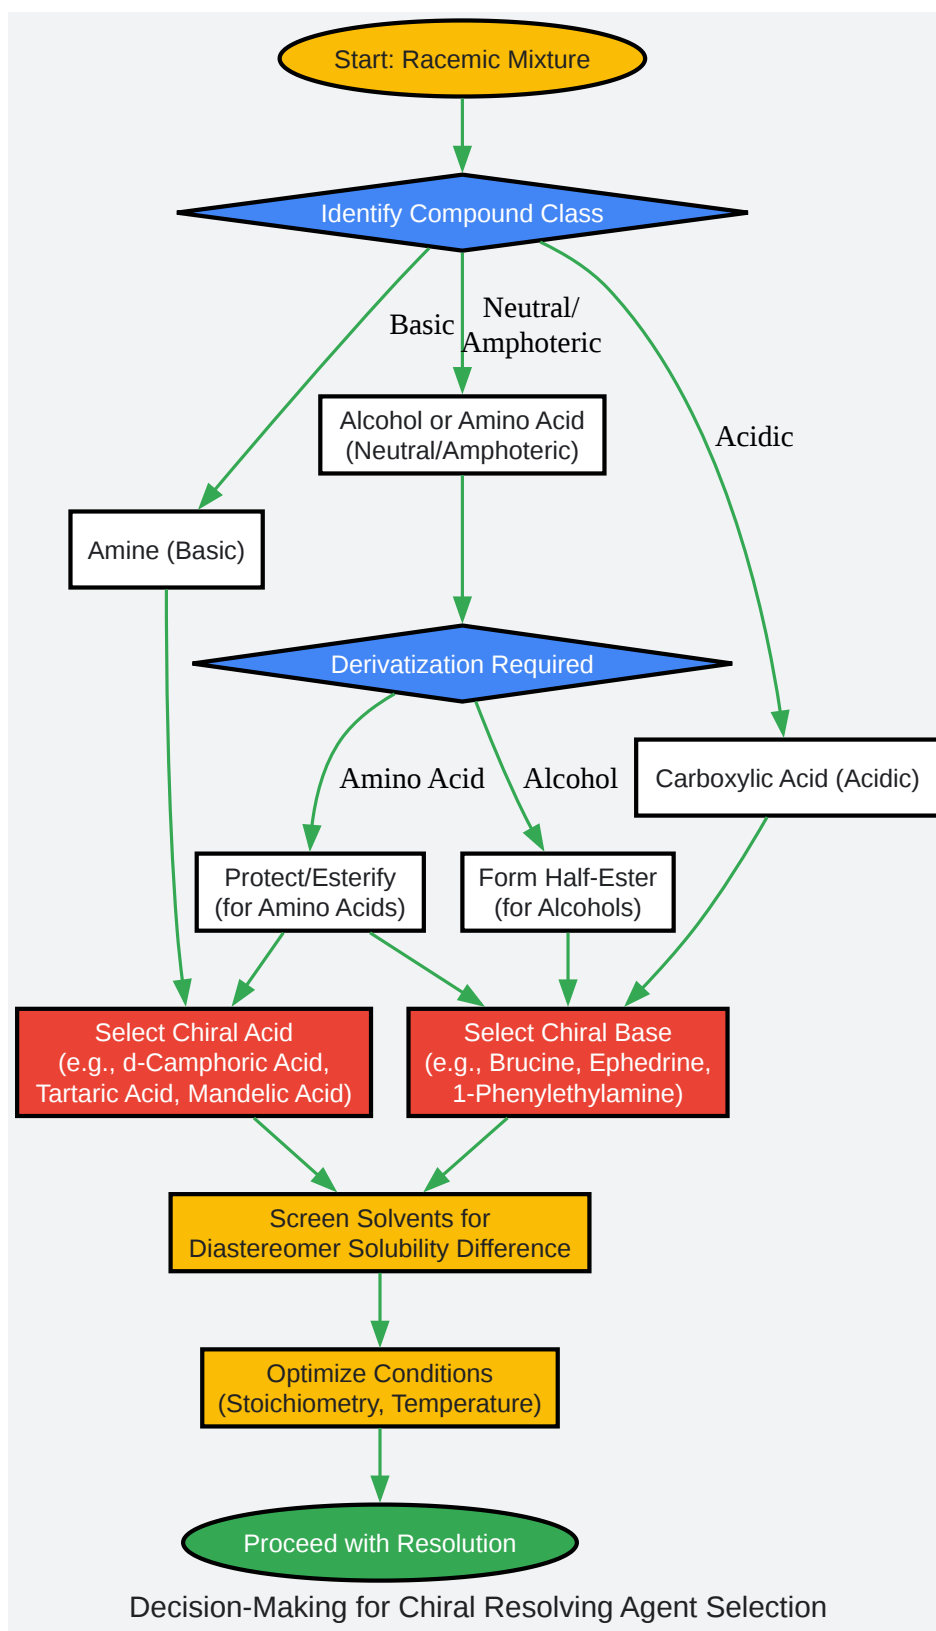 Start: Racemic Mixture
Identify Compound Class
Basic
Neutral/
Amphoteric
Alcohol or Amino Acid
(Neutral/Amphoteric)
Acidic
Amine (Basic)
Derivatization Required
Amino Acid
Alcohol
Carboxylic Acid (Acidic)
Protect/Esterify
(for Amino Acids)
Form Half-Ester
(for Alcohols)
Select Chiral Acid
(e.g., d-Camphoric Acid,
Tartaric Acid, Mandelic Acid)
Select Chiral Base
(e.g., Brucine, Ephedrine,
1-Phenylethylamine)
Screen Solvents for
Diastereomer Solubility Difference
Optimize Conditions
(Stoichiometry, Temperature)
Proceed with Resolution
Decision-Making for Chiral Resolving Agent Selection